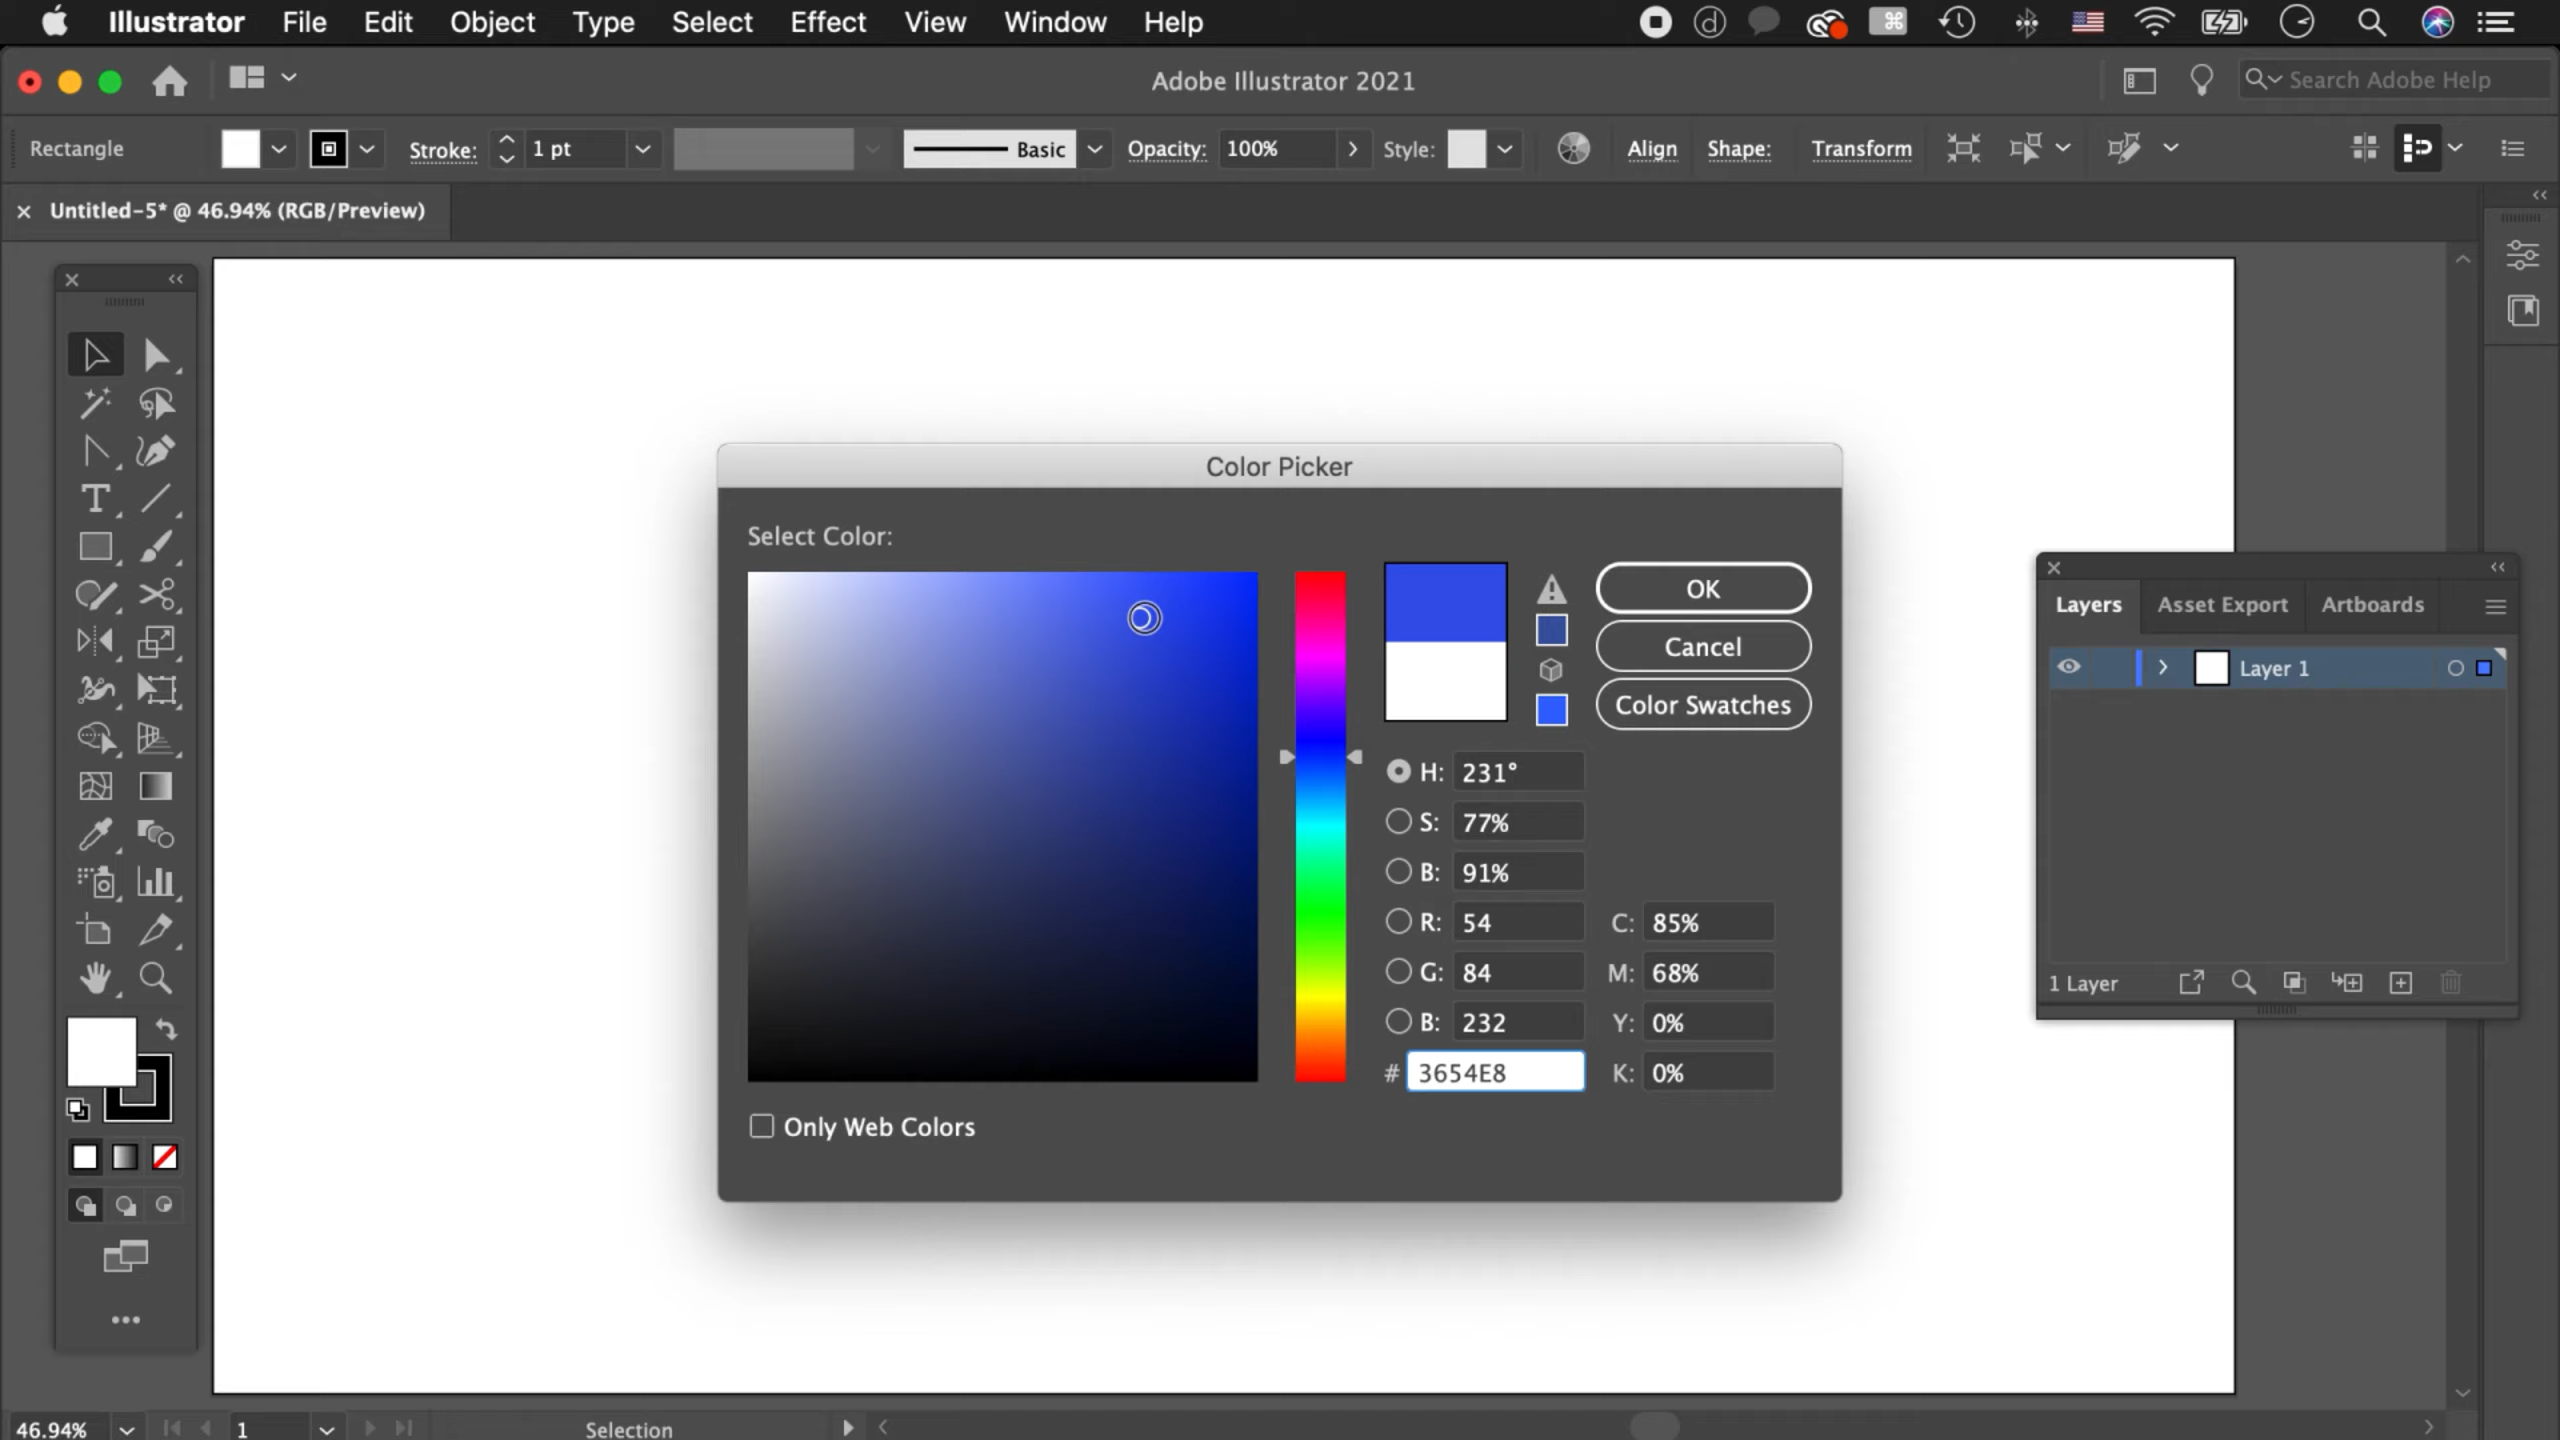 Illustrator File Edit Object Type Select Effect View Window Help
Adobe Illustrator 2021
Search Adobe Help
Rectangle Stroke: 1 pt Basic Opacity: 100% Style: Align Shape: Transform
Untitled-5* @ 46.94% (RGB/Preview)
Color Picker
Select Color:
OK
Cancel
Color Swatches
H: 231°
S: 77%
B: 91%
R: 54 C: 85%
G: 84 M: 68%
B: 232 Y: 0%
# 3654E8 K: 0%
Only Web Colors
Layers Asset Export Artboards
Layer 1
1 Layer
46.94% 1 Selection